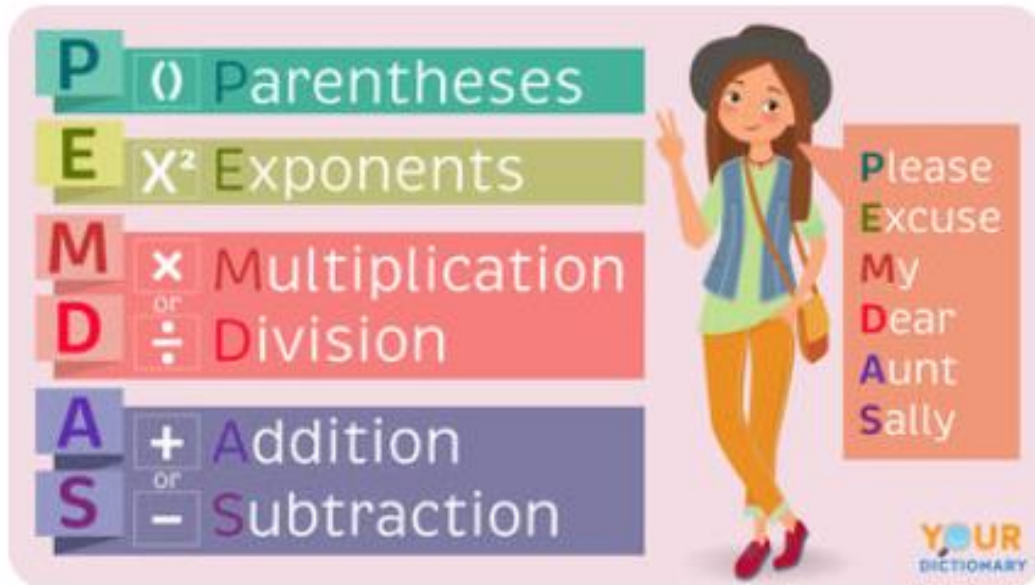 P () Parentheses
E X² Exponents
M × Multiplication
or
D ÷ Division
A + Addition
or
S − Subtraction
Please
Excuse
My
Dear
Aunt
Sally
YOUR
DICTIONARY